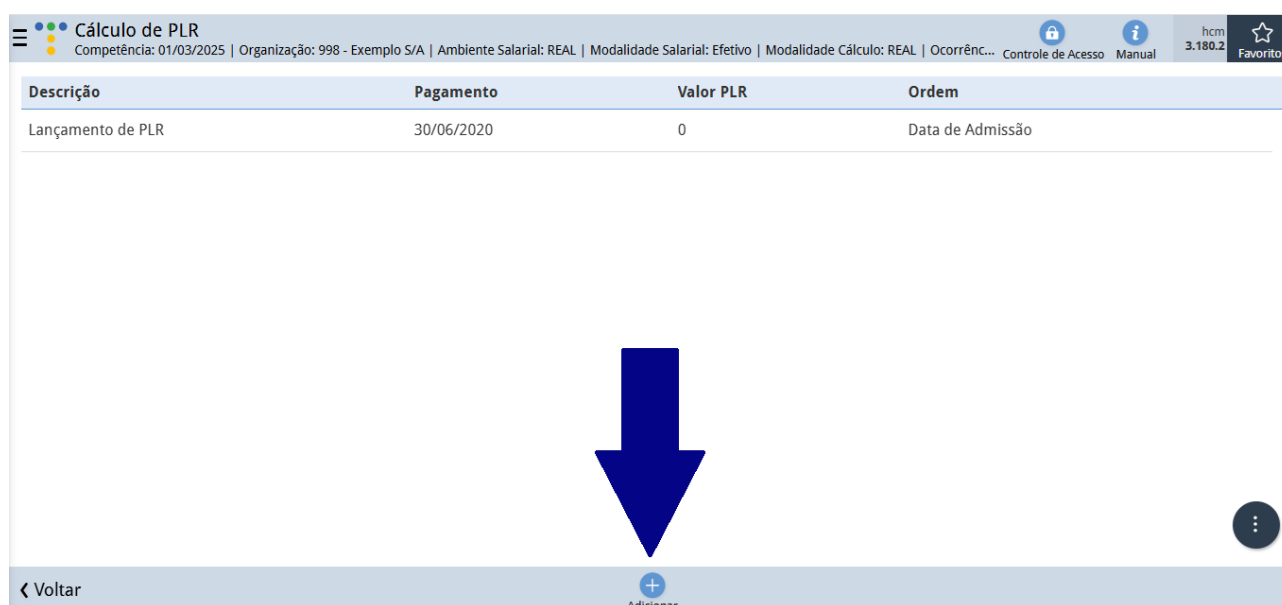 Cálculo de PLR
Competência: 01/03/2025 | Organização: 998 - Exemplo S/A | Ambiente Salarial: REAL | Modalidade Salarial: Efetivo | Modalidade Cálculo: REAL | Ocorrênc...
Controle de Acesso
Manual
hcm
3.180.2
Favorito
Descrição Pagamento Valor PLR Ordem
Lançamento de PLR 30/06/2020 0 Data de Admissão
Voltar
Adicionar